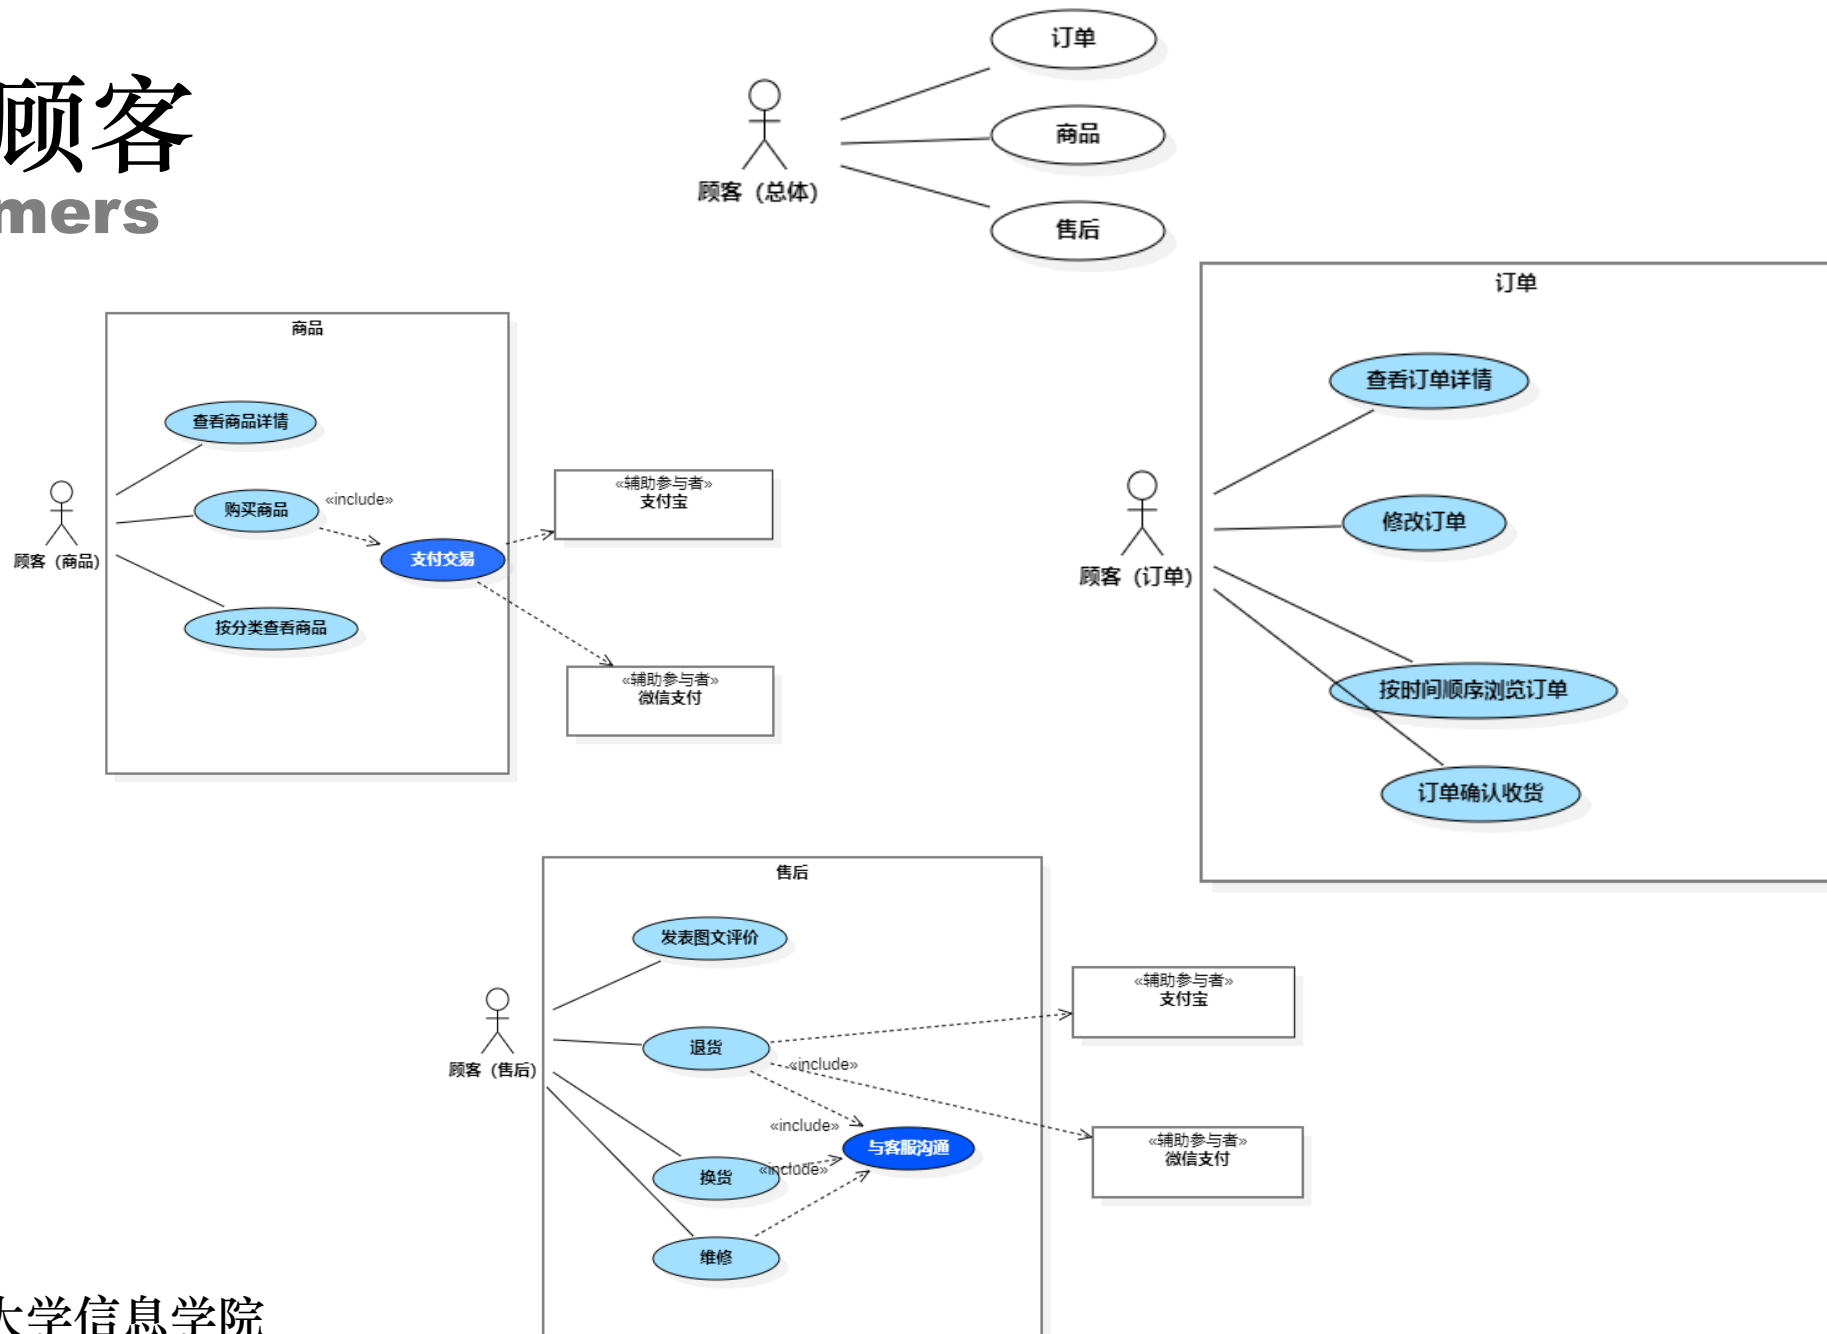 顾客
mers
订单
商品
售后
顾客（总体）
商品
查看商品详情
购买商品
«include»
支付交易
按分类查看商品
顾客（商品）
«辅助参与者»
支付宝
«辅助参与者»
微信支付
订单
查看订单详情
修改订单
按时间顺序浏览订单
订单确认收货
顾客（订单）
售后
发表图文评价
退货
«include»
«include»
与客服沟通
换货
«include»
维修
顾客（售后）
«辅助参与者»
支付宝
«辅助参与者»
微信支付
大学信息学院